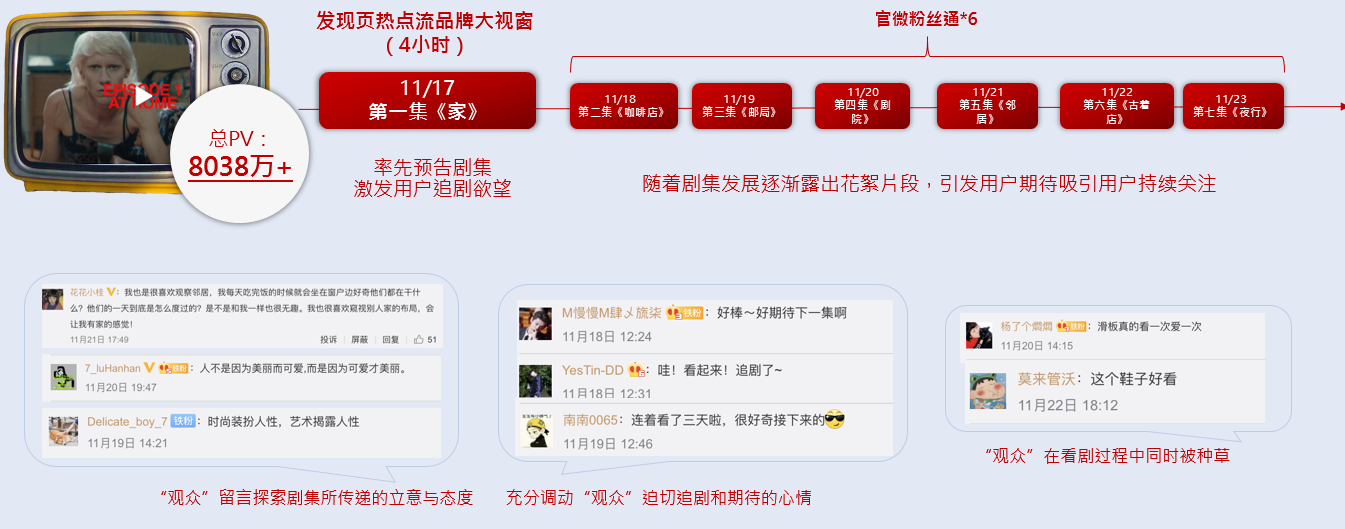 发现页热点流品牌大视窗
（4小时）
官微粉丝通*6
EPISODE 1
AT HOME
总PV：
8038万+
11/17
第一集《家》
11/18
第二集《咖啡店》
11/19
第三集《邮局》
11/20
第四集《剧
院》
11/21
第五集《邻
居》
11/22
第六集《古着
店》
11/23
第七集《夜行》
率先预告剧集
激发用户追剧欲望
随着剧集发展逐渐露出花絮片段，引发用户期待吸引用户持续关注
花花小桂：我也是很喜欢观察邻居，我每天吃完饭的时候就会坐在窗户边好奇他们都在干什
么？他们的一天到底是怎么度过的？是不是和我一样也很无趣。我也很喜欢窥视别人家的布局，会
让我有家的感觉！
11月21日 17:49 投诉 屏蔽 回复 51
7_luHanhan 铁粉：人不是因为美丽而可爱,而是因为可爱才美丽。
11月20日 19:47
Delicate_boy_7 铁粉：时尚装扮人性，艺术揭露人性
11月19日 14:21
M慢慢M肆乄旒柒 铁粉：好棒～好期待下一集啊
11月18日 12:24
YesTin-DD：哇！看起来！追剧了~
11月18日 12:31
南南0065：连着看了三天啦，很好奇接下来的
11月19日 12:46
杨了个燗燗 铁粉：滑板真的看一次爱一次
11月20日 14:15
莫来管沃：这个鞋子好看
11月22日 18:12
“观众”留言探索剧集所传递的立意与态度
充分调动“观众”迫切追剧和期待的心情
“观众”在看剧过程中同时被种草